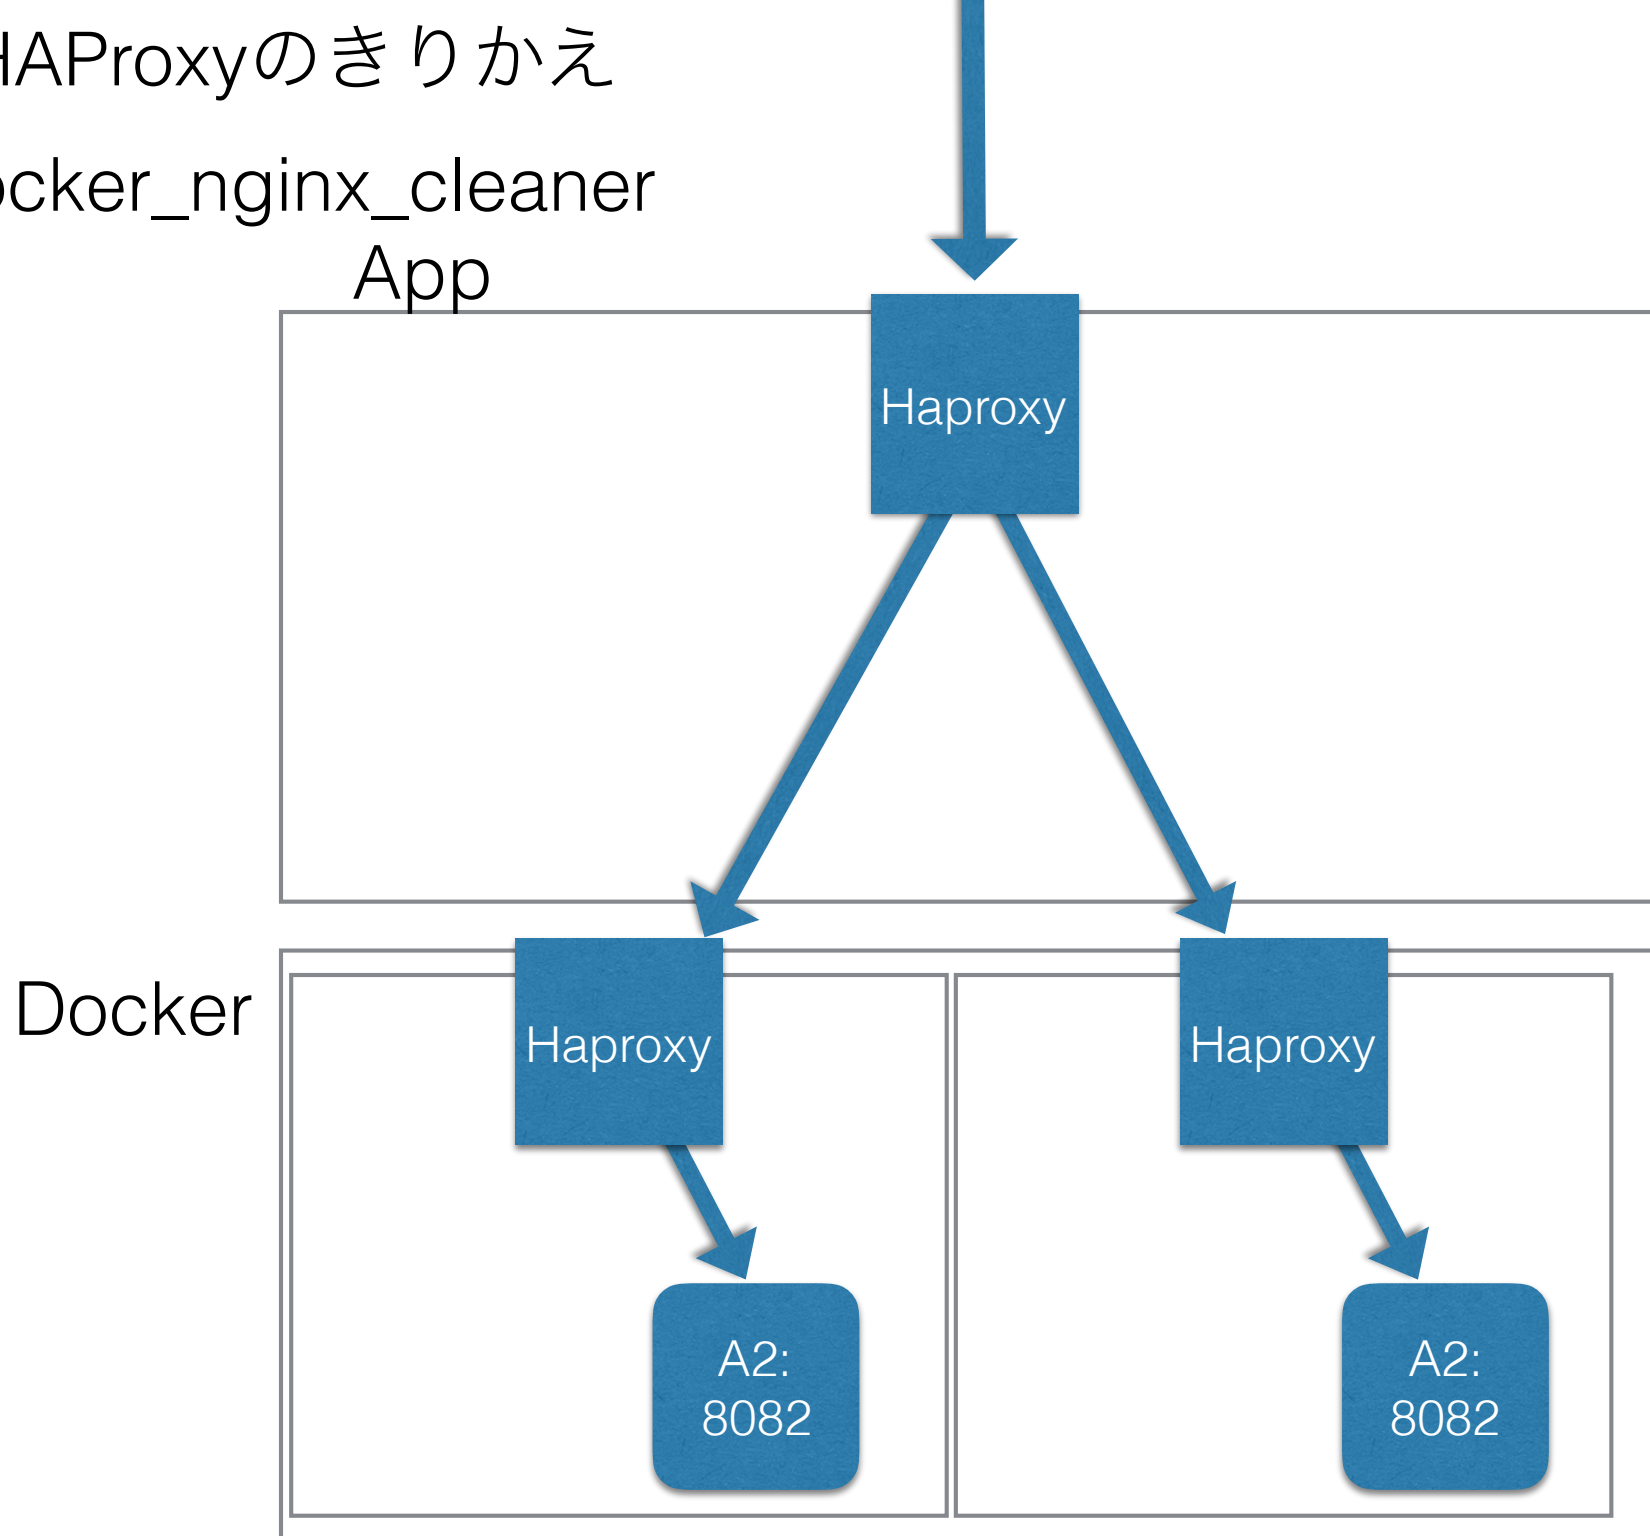 HAProxyのきりかえ
ocker_nginx_cleaner
App
Haproxy
Docker
Haproxy
Haproxy
A2:
8082
A2:
8082